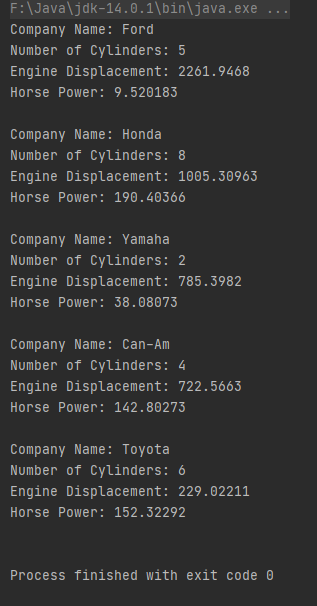 F:\Java\jdk-14.0.1\bin\java.exe ...
Company Name: Ford
Number of Cylinders: 5
Engine Displacement: 2261.9468
Horse Power: 9.520183
Company Name: Honda
Number of Cylinders: 8
Engine Displacement: 1005.30963
Horse Power: 190.40366
Company Name: Yamaha
Number of Cylinders: 2
Engine Displacement: 785.3982
Horse Power: 38.08073
Company Name: Can-Am
Number of Cylinders: 4
Engine Displacement: 722.5663
Horse Power: 142.80273
Company Name: Toyota
Number of Cylinders: 6
Engine Displacement: 229.02211
Horse Power: 152.32292
Process finished with exit code 0